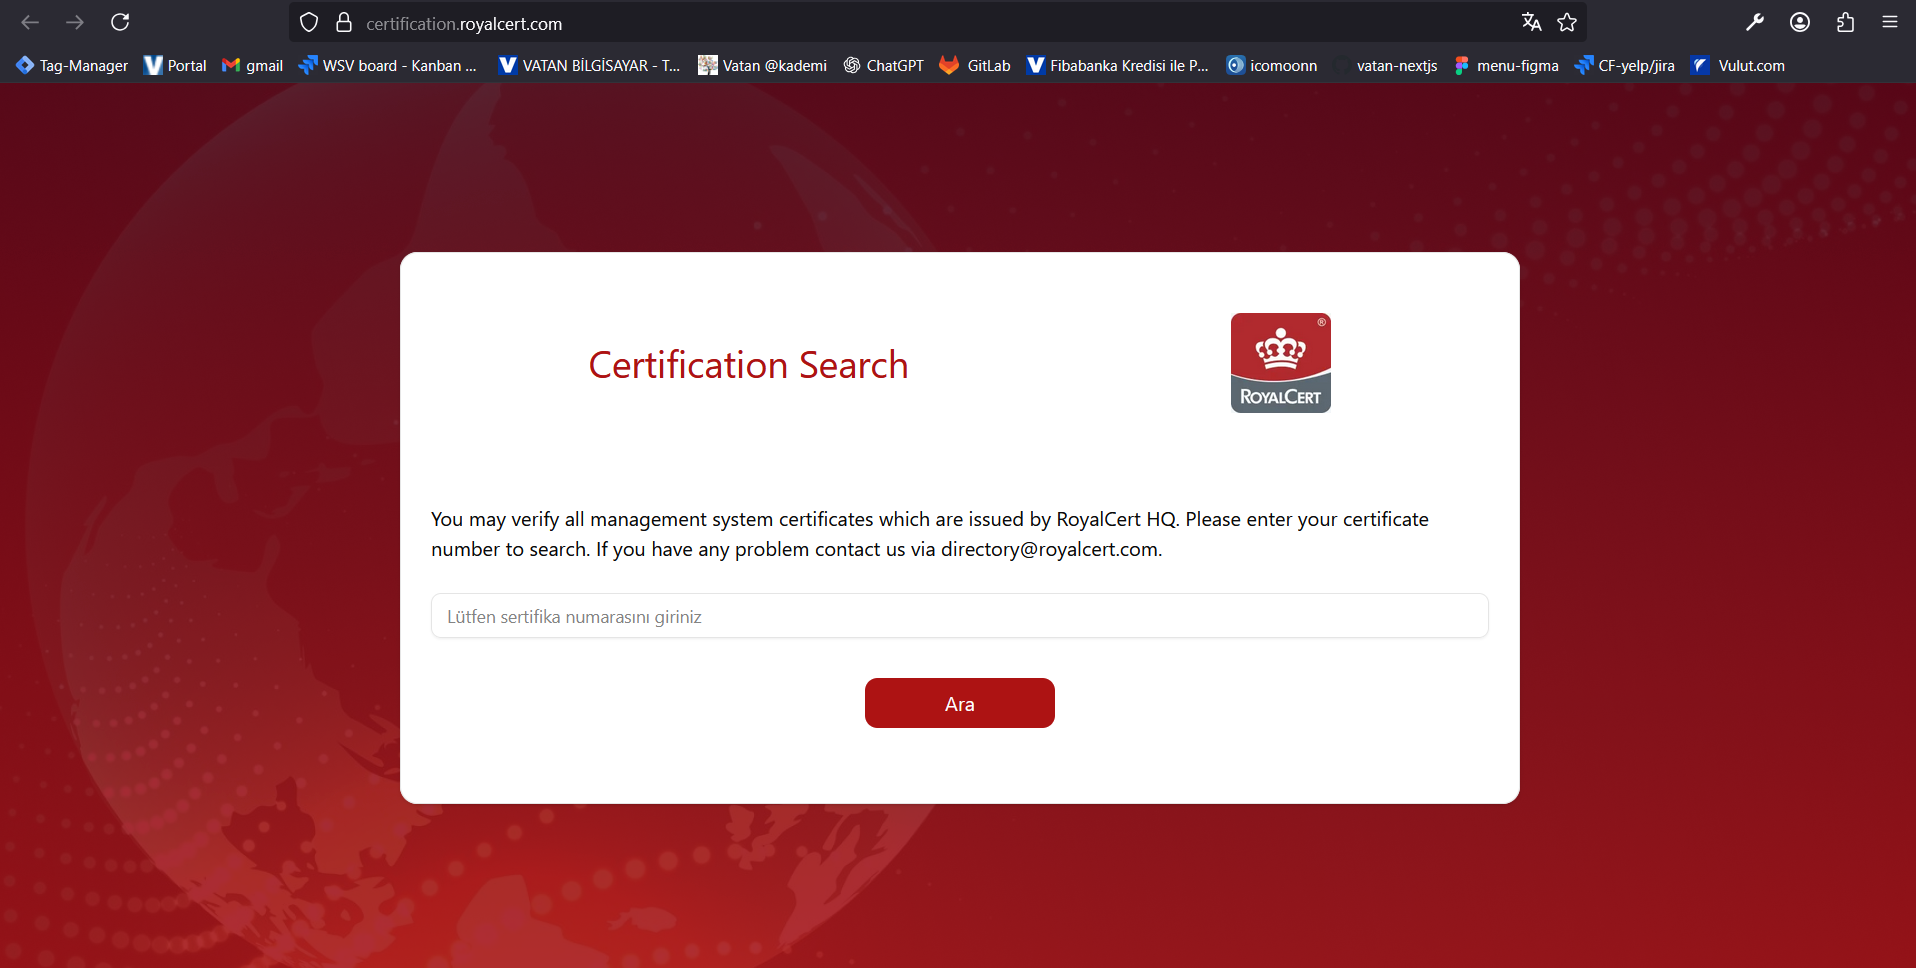 certification.royalcert.com
Tag-Manager Portal gmail WSV board - Kanban ... VATAN BİLGİSAYAR - T... Vatan @kademi ChatGPT GitLab Fibabanka Kredisi ile P... icomoonn vatan-nextjs menu-figma CF-yelp/jira Vulut.com
Certification Search
®
ROYALCERT
You may verify all management system certificates which are issued by RoyalCert HQ. Please enter your certificate
number to search. If you have any problem contact us via directory@royalcert.com.
Lütfen sertifika numarasını giriniz
Ara